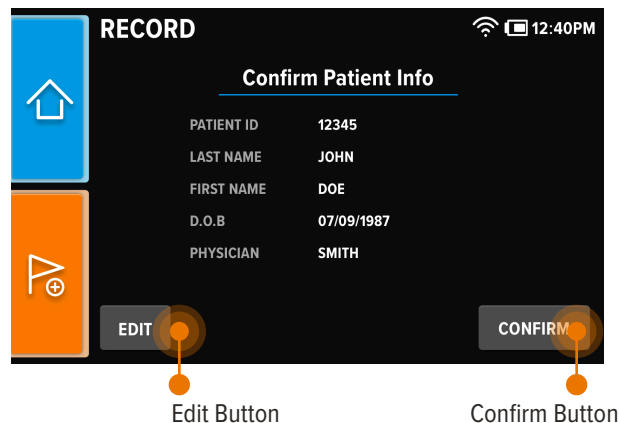 RECORD 12:40PM
Confirm Patient Info
PATIENT ID 12345
LAST NAME JOHN
FIRST NAME DOE
D.O.B 07/09/1987
PHYSICIAN SMITH
EDIT CONFIRM
Edit Button Confirm Button